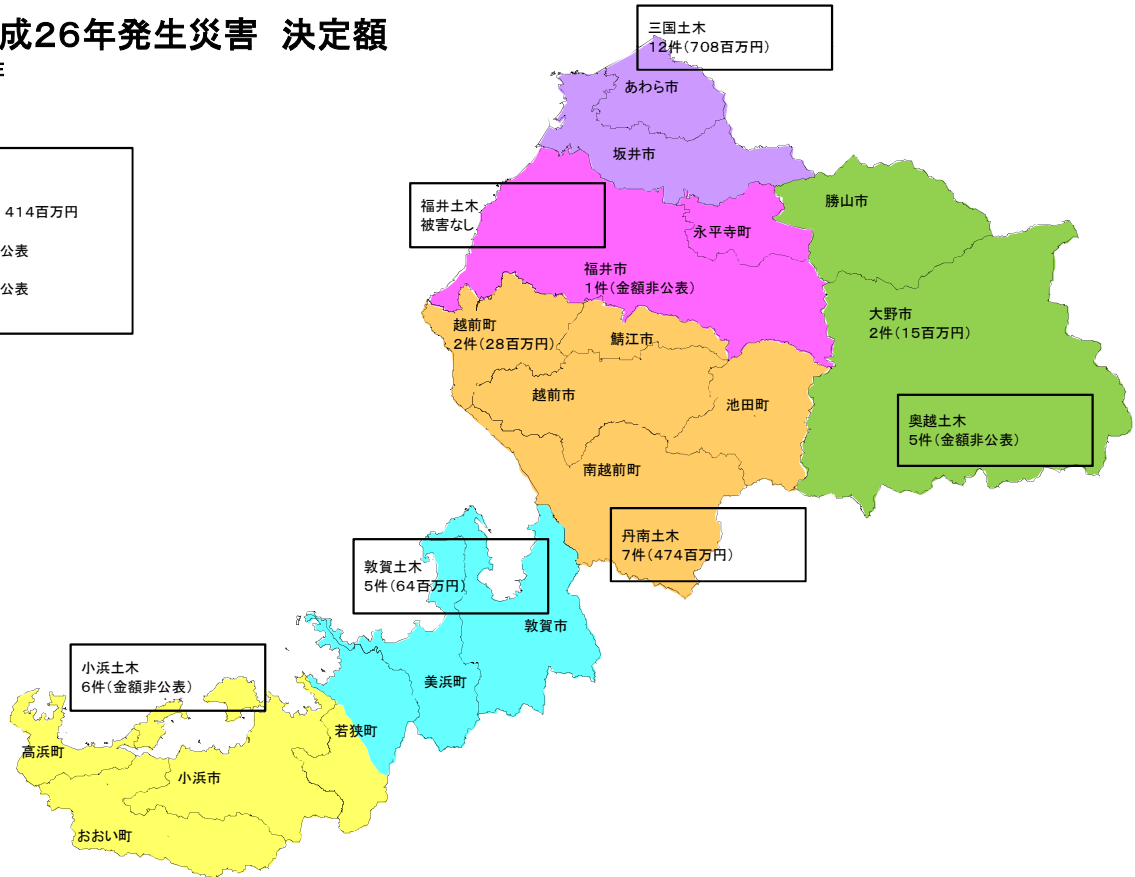 成26年発生災害 決定額
三国土木
12件(708百万円)
あわら市
坂井市
414百万円
公表
公表
福井土木
被害なし
永平寺町
勝山市
福井市
1件(金額非公表)
大野市
2件(15百万円)
越前町
2件(28百万円)
鯖江市
越前市
池田町
奥越土木
5件(金額非公表)
南越前町
丹南土木
7件(474百万円)
敦賀土木
5件(64百万円)
敦賀市
小浜土木
6件(金額非公表)
美浜町
若狭町
高浜町
小浜市
おおい町